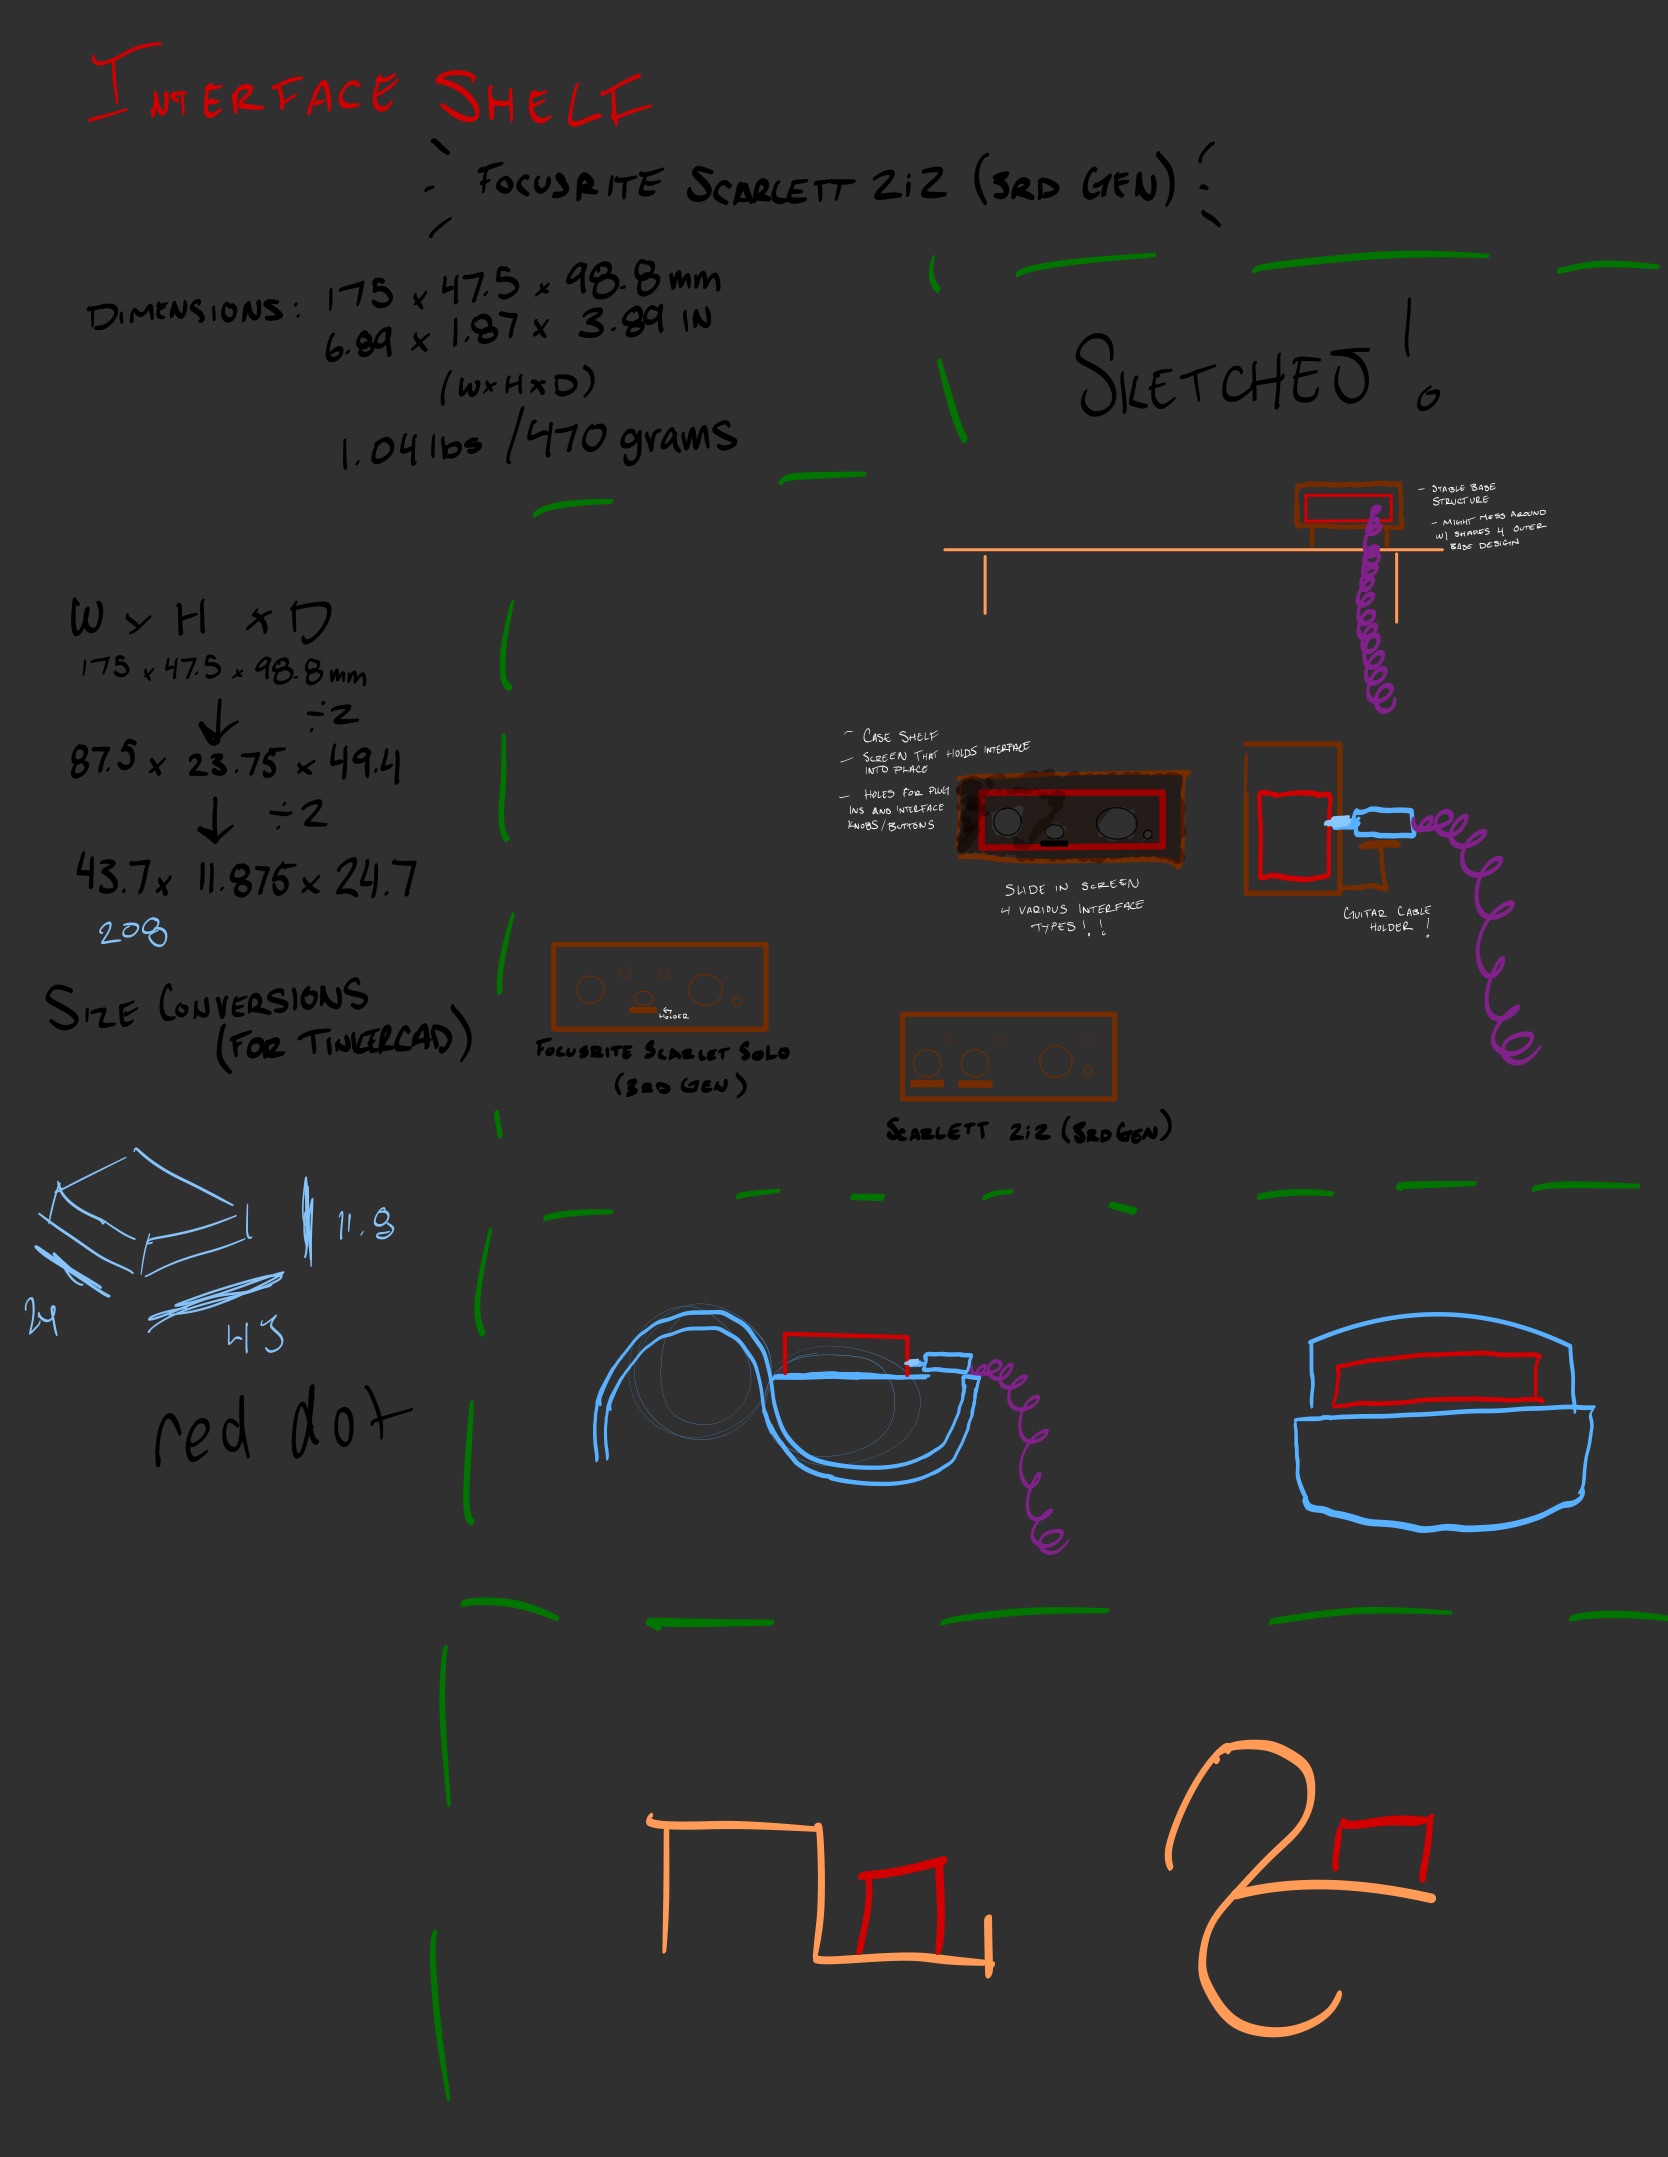 INTERFACE SHELF
FOCUSRITE SCARLETT 2i2 (3RD GEN)
DIMENSIONS: 175 x 47.5 x 98.8 mm
6.89 x 1.87 x 3.89 IN
(W×H×D)
1.04 lbs / 470 grams
SKETCHES!
- STABLE BASE
STRUCTURE
- MIGHT MESS AROUND
W/ SHAPES 4 OUTER
BASE DESIGN
W x H x D
175 x 47.5 x 98.8 mm
÷2
87.5 x 23.75 x 49.4
÷2
43.7 x 11.875 x 24.7
208
SIZE CONVERSIONS
(FOR TINKERCAD)
- CASE SHELF
- SCREEN THAT HOLDS INTERFACE
INTO PLACE
- HOLES FOR PLUG
INS AND INTERFACE
KNOBS/BUTTONS
SLIDE IN SCREEN
4 VARIOUS INTERFACE
TYPES!!
GUITAR CABLE
HOLDER!
HOLDER
FOCUSRITE SCARLET SOLO
(3RD GEN)
SCARLETT 2i2 (3RD GEN)
11.8
24
43
red dot